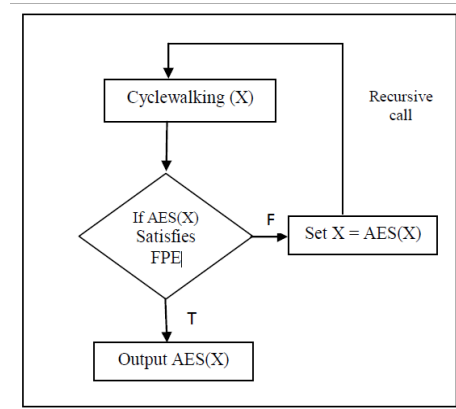 Cyclewalking (X)
Recursive
call
If AES(X)
Satisfies
FPE
F
Set X = AES(X)
T
Output AES(X)